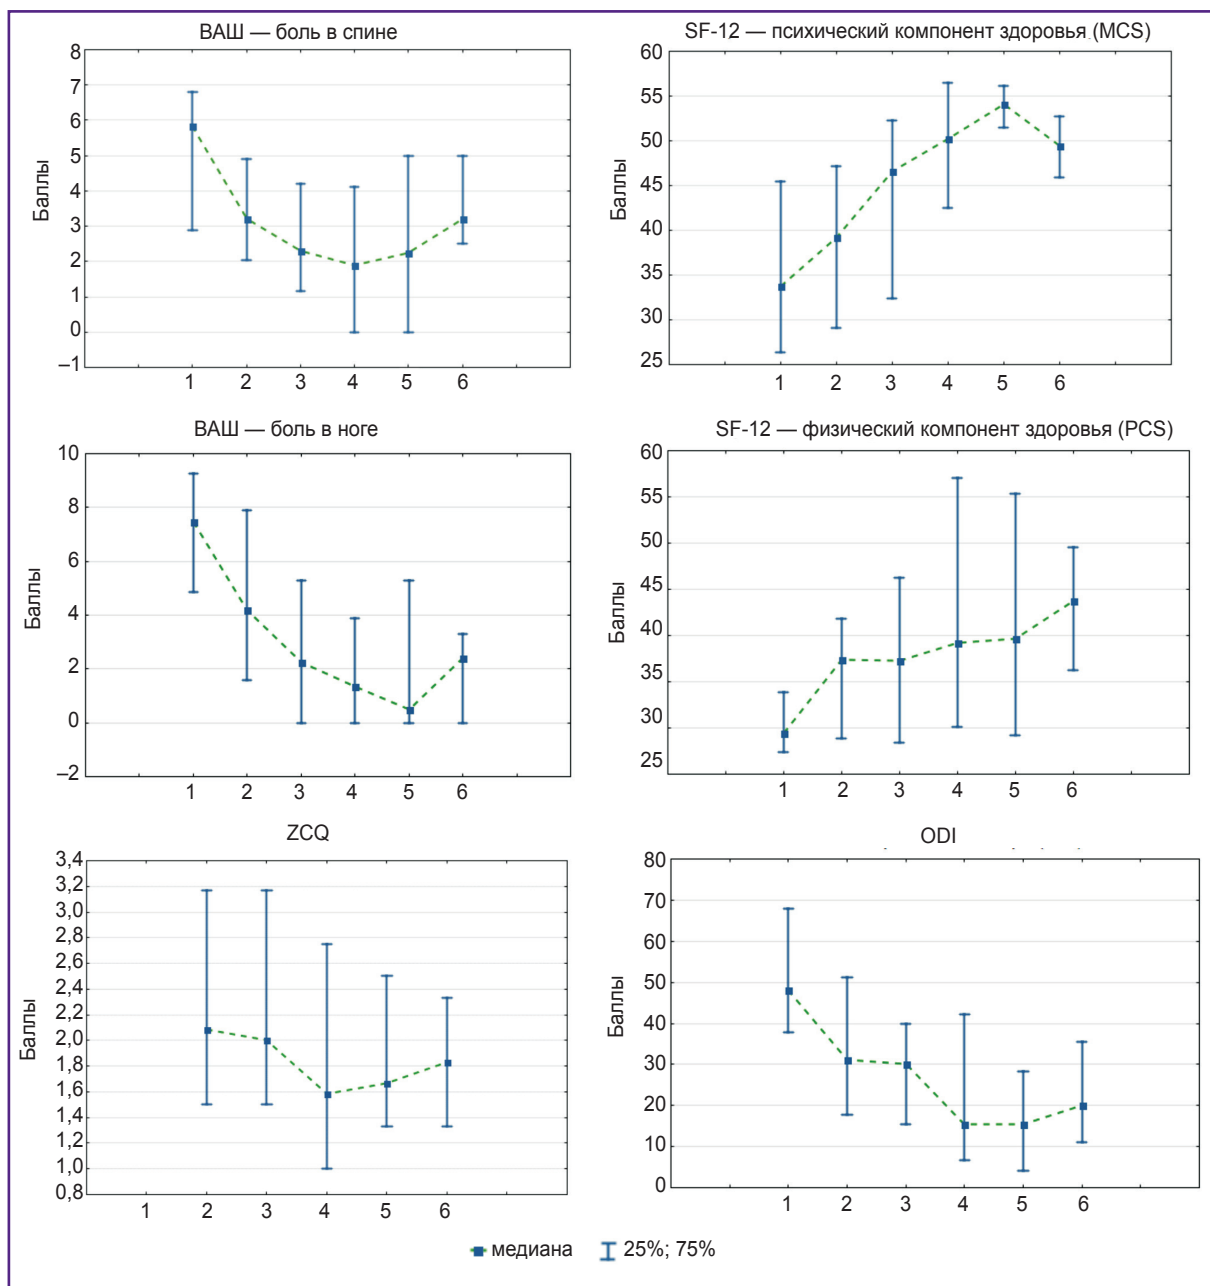 ВАШ — боль в спине
8
7
6
5
4
3
2
1
0
–1
Баллы
1 2 3 4 5 6
SF-12 — психический компонент здоровья (MCS)
60
55
50
45
40
35
30
25
Баллы
1 2 3 4 5 6
ВАШ — боль в ноге
10
8
6
4
2
0
–2
Баллы
1 2 3 4 5 6
SF-12 — физический компонент здоровья (PCS)
60
55
50
45
40
35
30
25
Баллы
1 2 3 4 5 6
ZCQ
3,4
3,2
3,0
2,8
2,6
2,4
2,2
2,0
1,8
1,6
1,4
1,2
1,0
0,8
Баллы
1 2 3 4 5 6
ODI
80
70
60
50
40
30
20
10
0
Баллы
1 2 3 4 5 6
медиана 25%; 75%